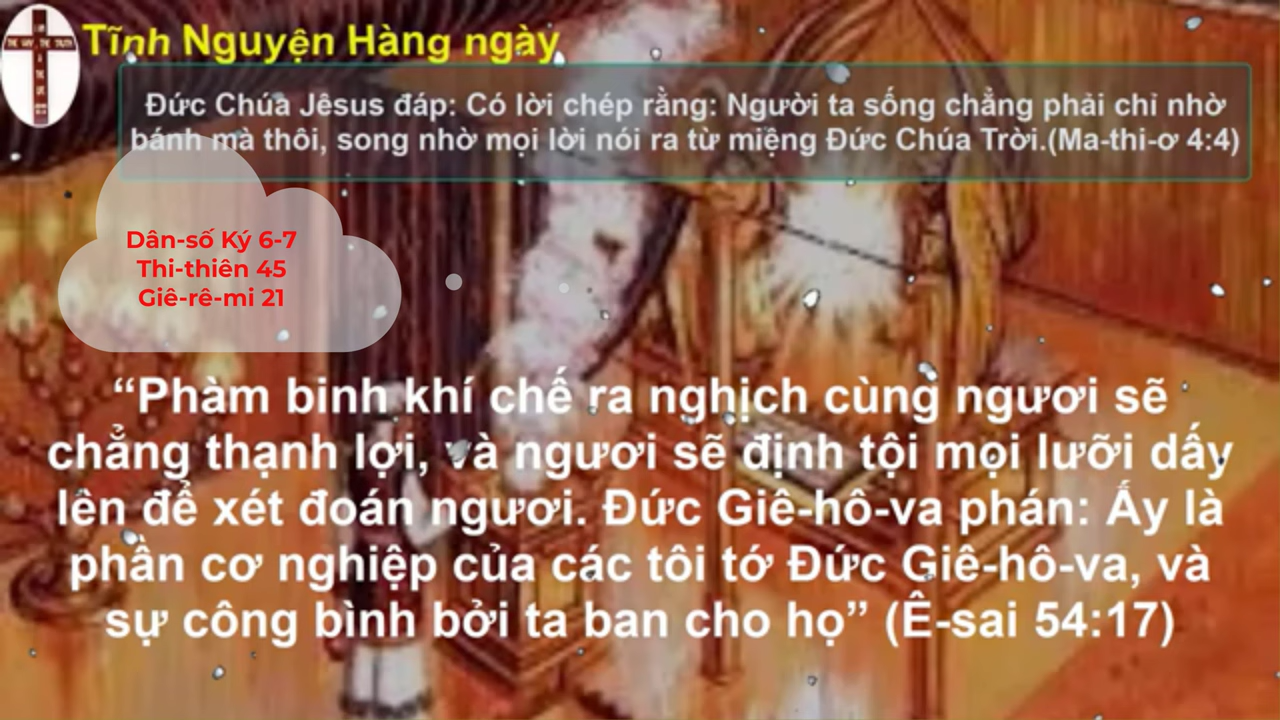 Tĩnh Nguyện Hàng ngày
Đức Chúa Jêsus đáp: Có lời chép rằng: Người ta sống chẳng phải chỉ nhờ
bánh mà thôi, song nhờ mọi lời nói ra từ miệng Đức Chúa Trời.(Ma-thi-ơ 4:4)
Dân-số Ký 6-7
Thi-thiên 45
Giê-rê-mi 21
“Phàm binh khí chế ra nghịch cùng ngươi sẽ
chẳng thạnh lợi, và ngươi sẽ định tội mọi lưỡi dấy
lên để xét đoán ngươi. Đức Giê-hô-va phán: Ấy là
phần cơ nghiệp của các tôi tớ Đức Giê-hô-va, và
sự công bình bởi ta ban cho họ” (Ê-sai 54:17)